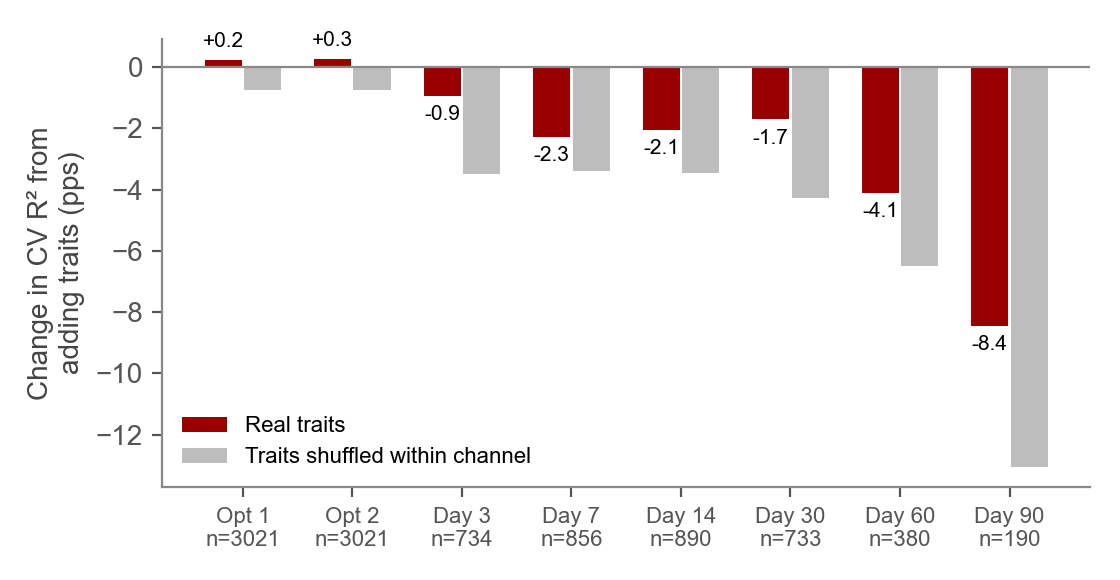 +0.2
+0.3
-0.9
-2.3
-2.1
-1.7
-4.1
-8.4
0
−2
−4
−6
−8
−10
−12
Change in CV R² from
adding traits (pps)
Real traits
Traits shuffled within channel
Opt 1
n=3021
Opt 2
n=3021
Day 3
n=734
Day 7
n=856
Day 14
n=890
Day 30
n=733
Day 60
n=380
Day 90
n=190